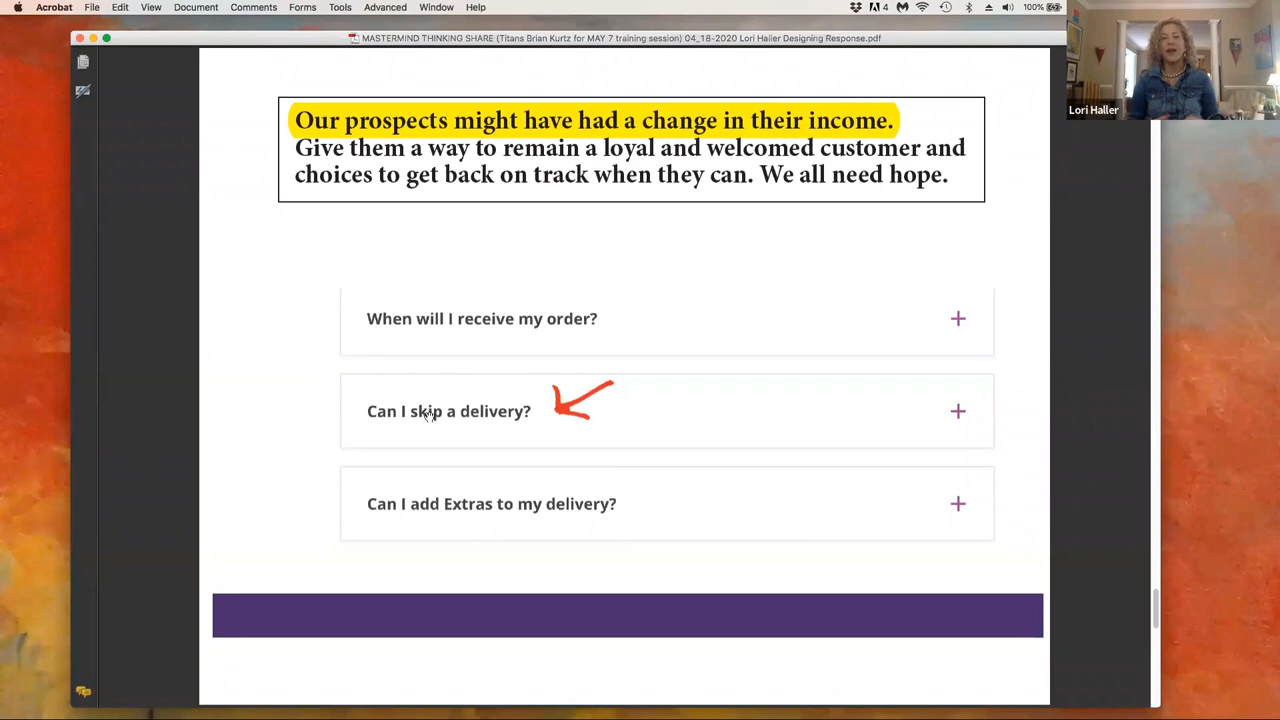 Acrobat File Edit View Document Comments Forms Tools Advanced Window Help 4 100%
MASTERMIND THINKING SHARE (Titans Brian Kurtz for MAY 7 training session) 04_18-2020 Lori Haller Designing Response.pdf
Lori Haller
Our prospects might have had a change in their income.
Give them a way to remain a loyal and welcomed customer and
choices to get back on track when they can. We all need hope.
When will I receive my order?
Can I skip a delivery?
Can I add Extras to my delivery?